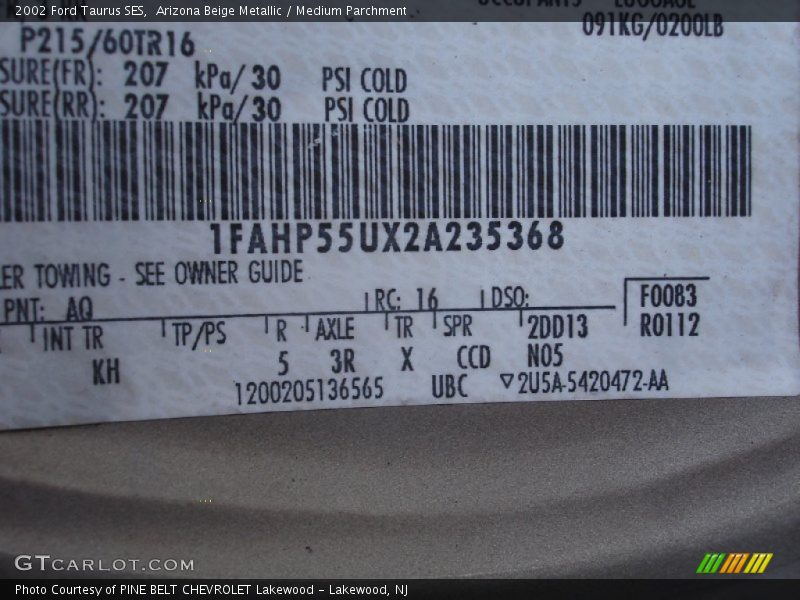 2002 Ford Taurus SES,  Arizona Beige Metallic / Medium Parchment
091KG/0200LB
P215/60TR16
SURE(FR): 207 kPa/30 PSI COLD
SURE(RR): 207 kPa/30 PSI COLD
1FAHP55UX2A235368
ER TOWING - SEE OWNER GUIDE
PNT: AQ RC: 16 DSO: F0083
INT TR TP/PS R AXLE TR SPR 2DD13 R0112
KH 5 3R X CCD N05
1200205136565 UBC ▽2U5A-5420472-AA
GTCARLOT.COM
Photo Courtesy of PINE BELT CHEVROLET Lakewood - Lakewood, NJ